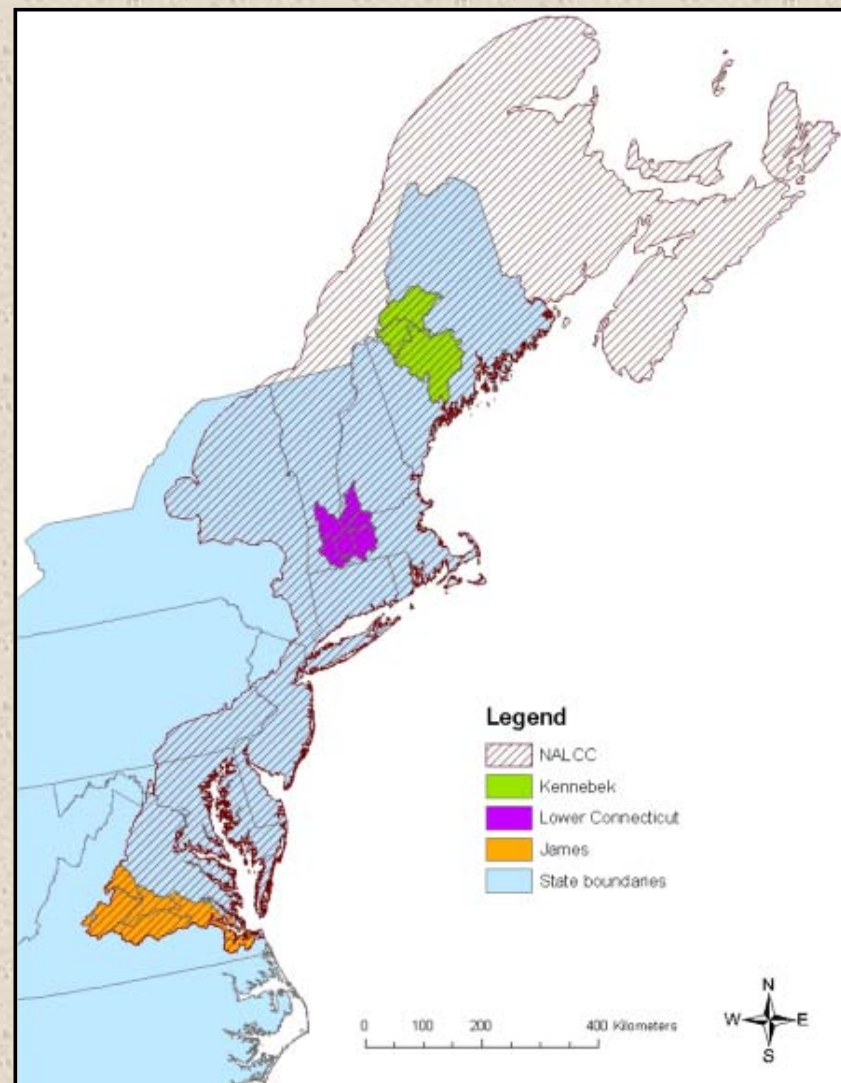 Legend
NALCC
Kennebek
Lower Connecticut
James
State boundaries
0 100 200 400 Kilometers
N
W E
S